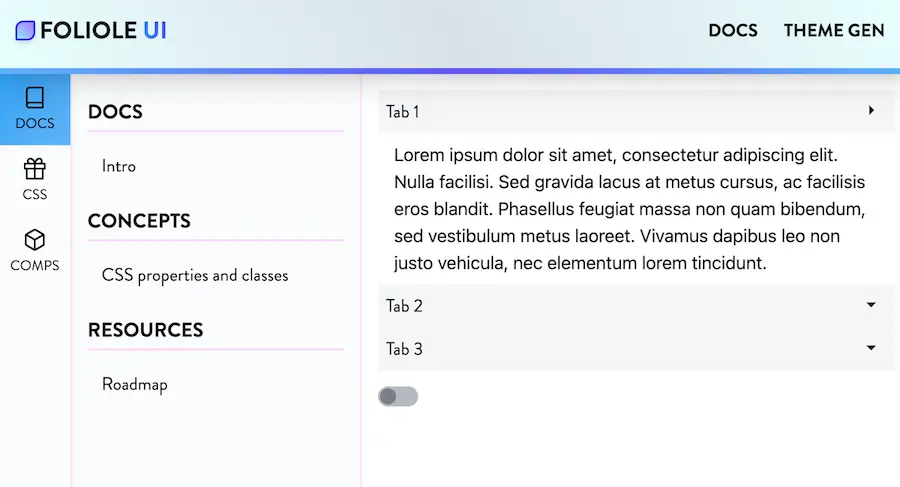 FOLIOLE UI
DOCS
THEME GEN
DOCS
CSS
COMPS
DOCS
Intro
CONCEPTS
CSS properties and classes
RESOURCES
Roadmap
Tab 1
Lorem ipsum dolor sit amet, consectetur adipiscing elit.
Nulla facilisi. Sed gravida lacus at metus cursus, ac facilisis
eros blandit. Phasellus feugiat massa non quam bibendum,
sed vestibulum metus laoreet. Vivamus dapibus leo non
justo vehicula, nec elementum lorem tincidunt.
Tab 2
Tab 3